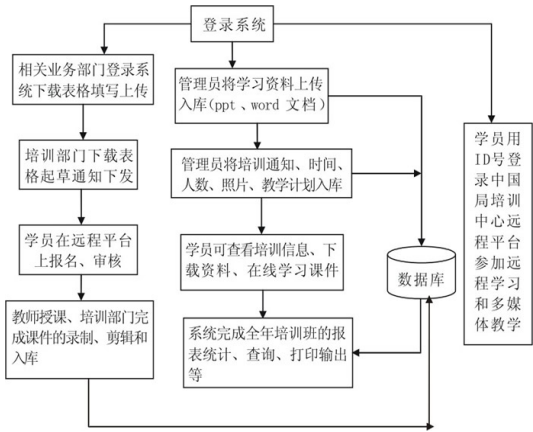 登录系统
相关业务部门登录系
统下载表格填写上传
培训部门下载表
格起草通知下发
学员在远程平台
上报名、审核
教师授课、培训部门完
成课件的录制、剪辑和
入库
管理员将学习资料上传
入库(ppt、word文档)
管理员将培训通知、时间、
人数、照片、教学计划入库
学员可查看培训信息、下
载资料、在线学习课件
系统完成全年培训班的报
表统计、查询、打印输出
等
数据库
学员用
ID号登
录中国
局培训
中心远
程平台
参加远
程学习
和多媒
体教学